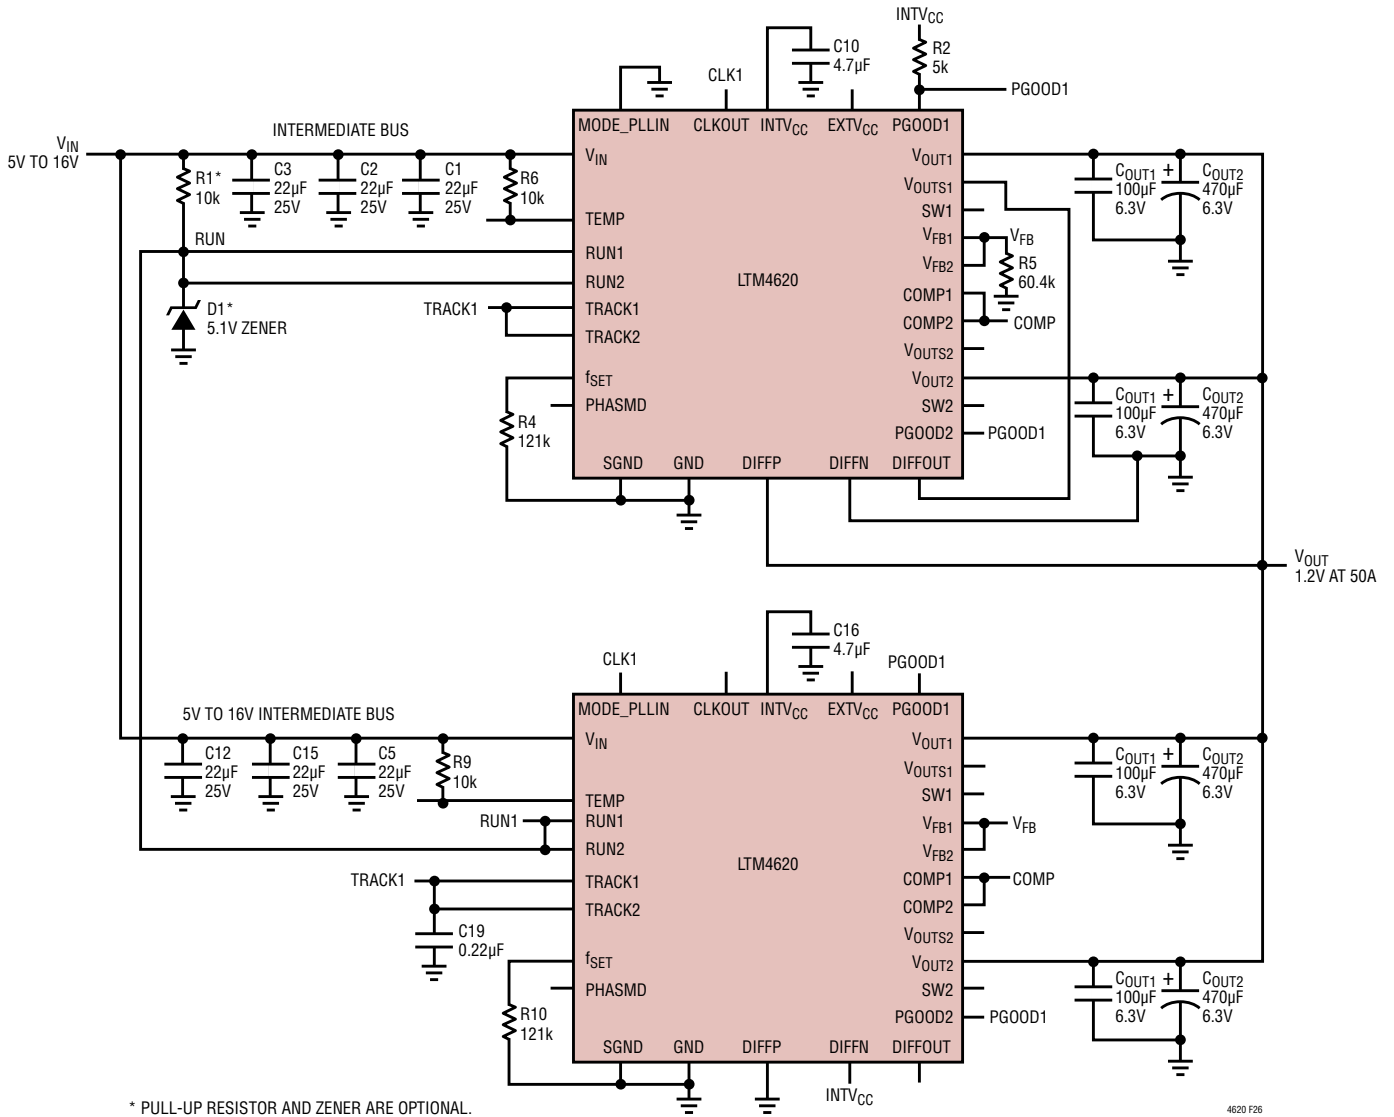 INTVCC
C10
4.7µF
R2
5k
CLK1
PGOOD1
MODE_PLLIN CLKOUT INTVCC EXTVCC PGOOD1
INTERMEDIATE BUS
VIN
5V TO 16V
R1*
10k
C3
22µF
25V
C2
22µF
25V
C1
22µF
25V
R6
10k
VIN
TEMP
RUN
RUN1
RUN2
D1*
5.1V ZENER
TRACK1
TRACK1
TRACK2
fSET
PHASMD
R4
121k
SGND GND DIFFP DIFFN DIFFOUT
LTM4620
VOUT1
VOUTS1
SW1
VFB1
VFB
VFB2
R5
60.4k
COMP1
COMP2
COMP
VOUTS2
VOUT2
SW2
PGOOD2
PGOOD1
COUT1
100µF
6.3V
+
COUT2
470µF
6.3V
COUT1
100µF
6.3V
+
COUT2
470µF
6.3V
VOUT
1.2V AT 50A
C16
4.7µF
CLK1
PGOOD1
MODE_PLLIN CLKOUT INTVCC EXTVCC PGOOD1
5V TO 16V INTERMEDIATE BUS
C12
22µF
25V
C15
22µF
25V
C5
22µF
25V
R9
10k
VIN
TEMP
RUN1
RUN1
RUN2
TRACK1
TRACK1
TRACK2
C19
0.22µF
fSET
PHASMD
R10
121k
SGND GND DIFFP DIFFN DIFFOUT
INTVCC
LTM4620
VOUT1
VOUTS1
SW1
VFB1
VFB
VFB2
COMP1
COMP
COMP2
VOUTS2
VOUT2
SW2
PGOOD2
PGOOD1
COUT1
100µF
6.3V
+
COUT2
470µF
6.3V
COUT1
100µF
6.3V
+
COUT2
470µF
6.3V
* PULL-UP RESISTOR AND ZENER ARE OPTIONAL.
4620 F26